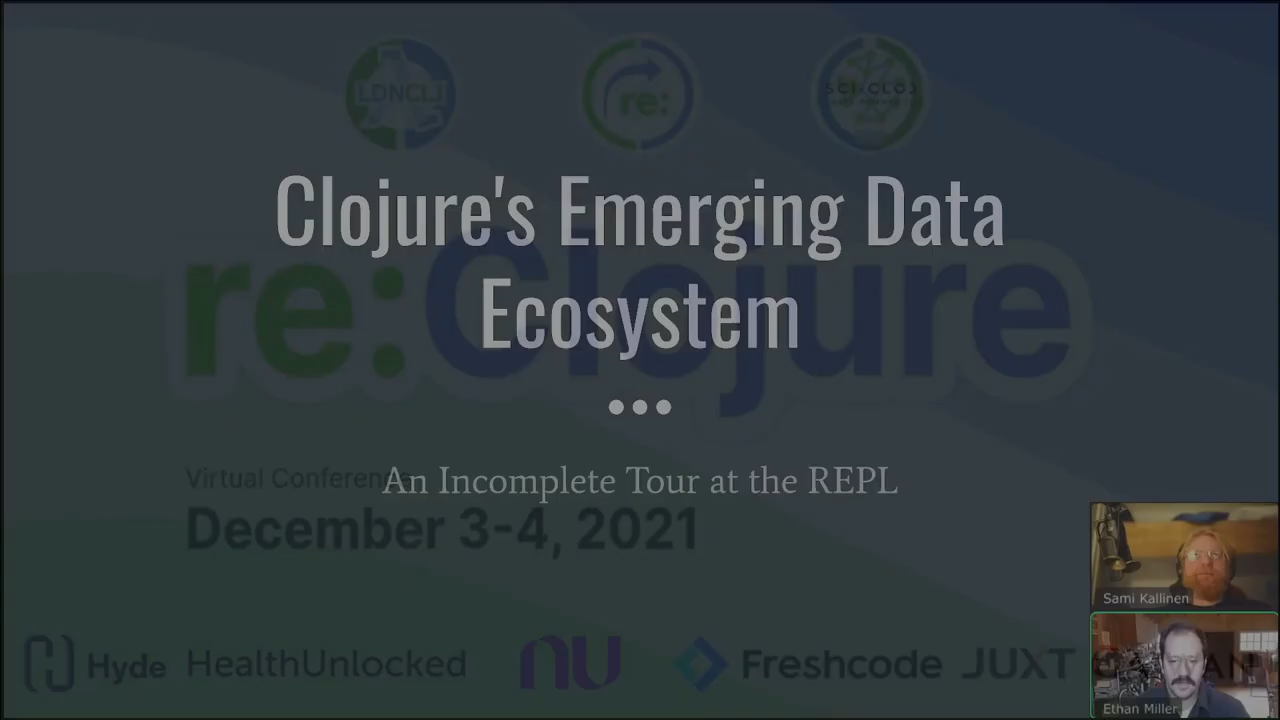 LDNCLJ
re:
SCICLOJ
Clojure's Emerging Data
Ecosystem
re:Clojure
An Incomplete Tour at the REPL
Virtual Conference
December 3-4, 2021
Sami Kallinen
Hyde
HealthUnlocked
nu
Freshcode
JUXT
Ethan Miller